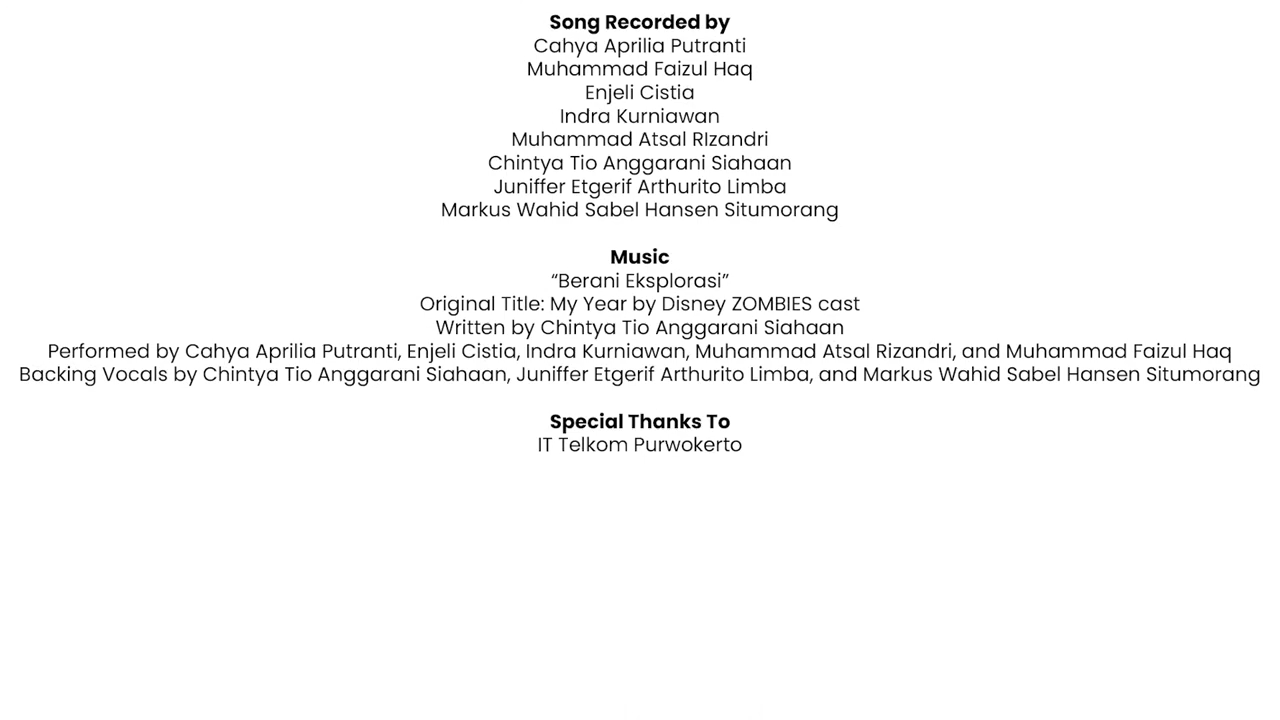 Song Recorded by
Cahya Aprilia Putranti
Muhammad Faizul Haq
Enjeli Cistia
Indra Kurniawan
Muhammad Atsal RIzandri
Chintya Tio Anggarani Siahaan
Juniffer Etgerif Arthurito Limba
Markus Wahid Sabel Hansen Situmorang
Music
“Berani Eksplorasi”
Original Title: My Year by Disney ZOMBIES cast
Written by Chintya Tio Anggarani Siahaan
Performed by Cahya Aprilia Putranti, Enjeli Cistia, Indra Kurniawan, Muhammad Atsal Rizandri, and Muhammad Faizul Haq
Backing Vocals by Chintya Tio Anggarani Siahaan, Juniffer Etgerif Arthurito Limba, and Markus Wahid Sabel Hansen Situmorang
Special Thanks To
IT Telkom Purwokerto